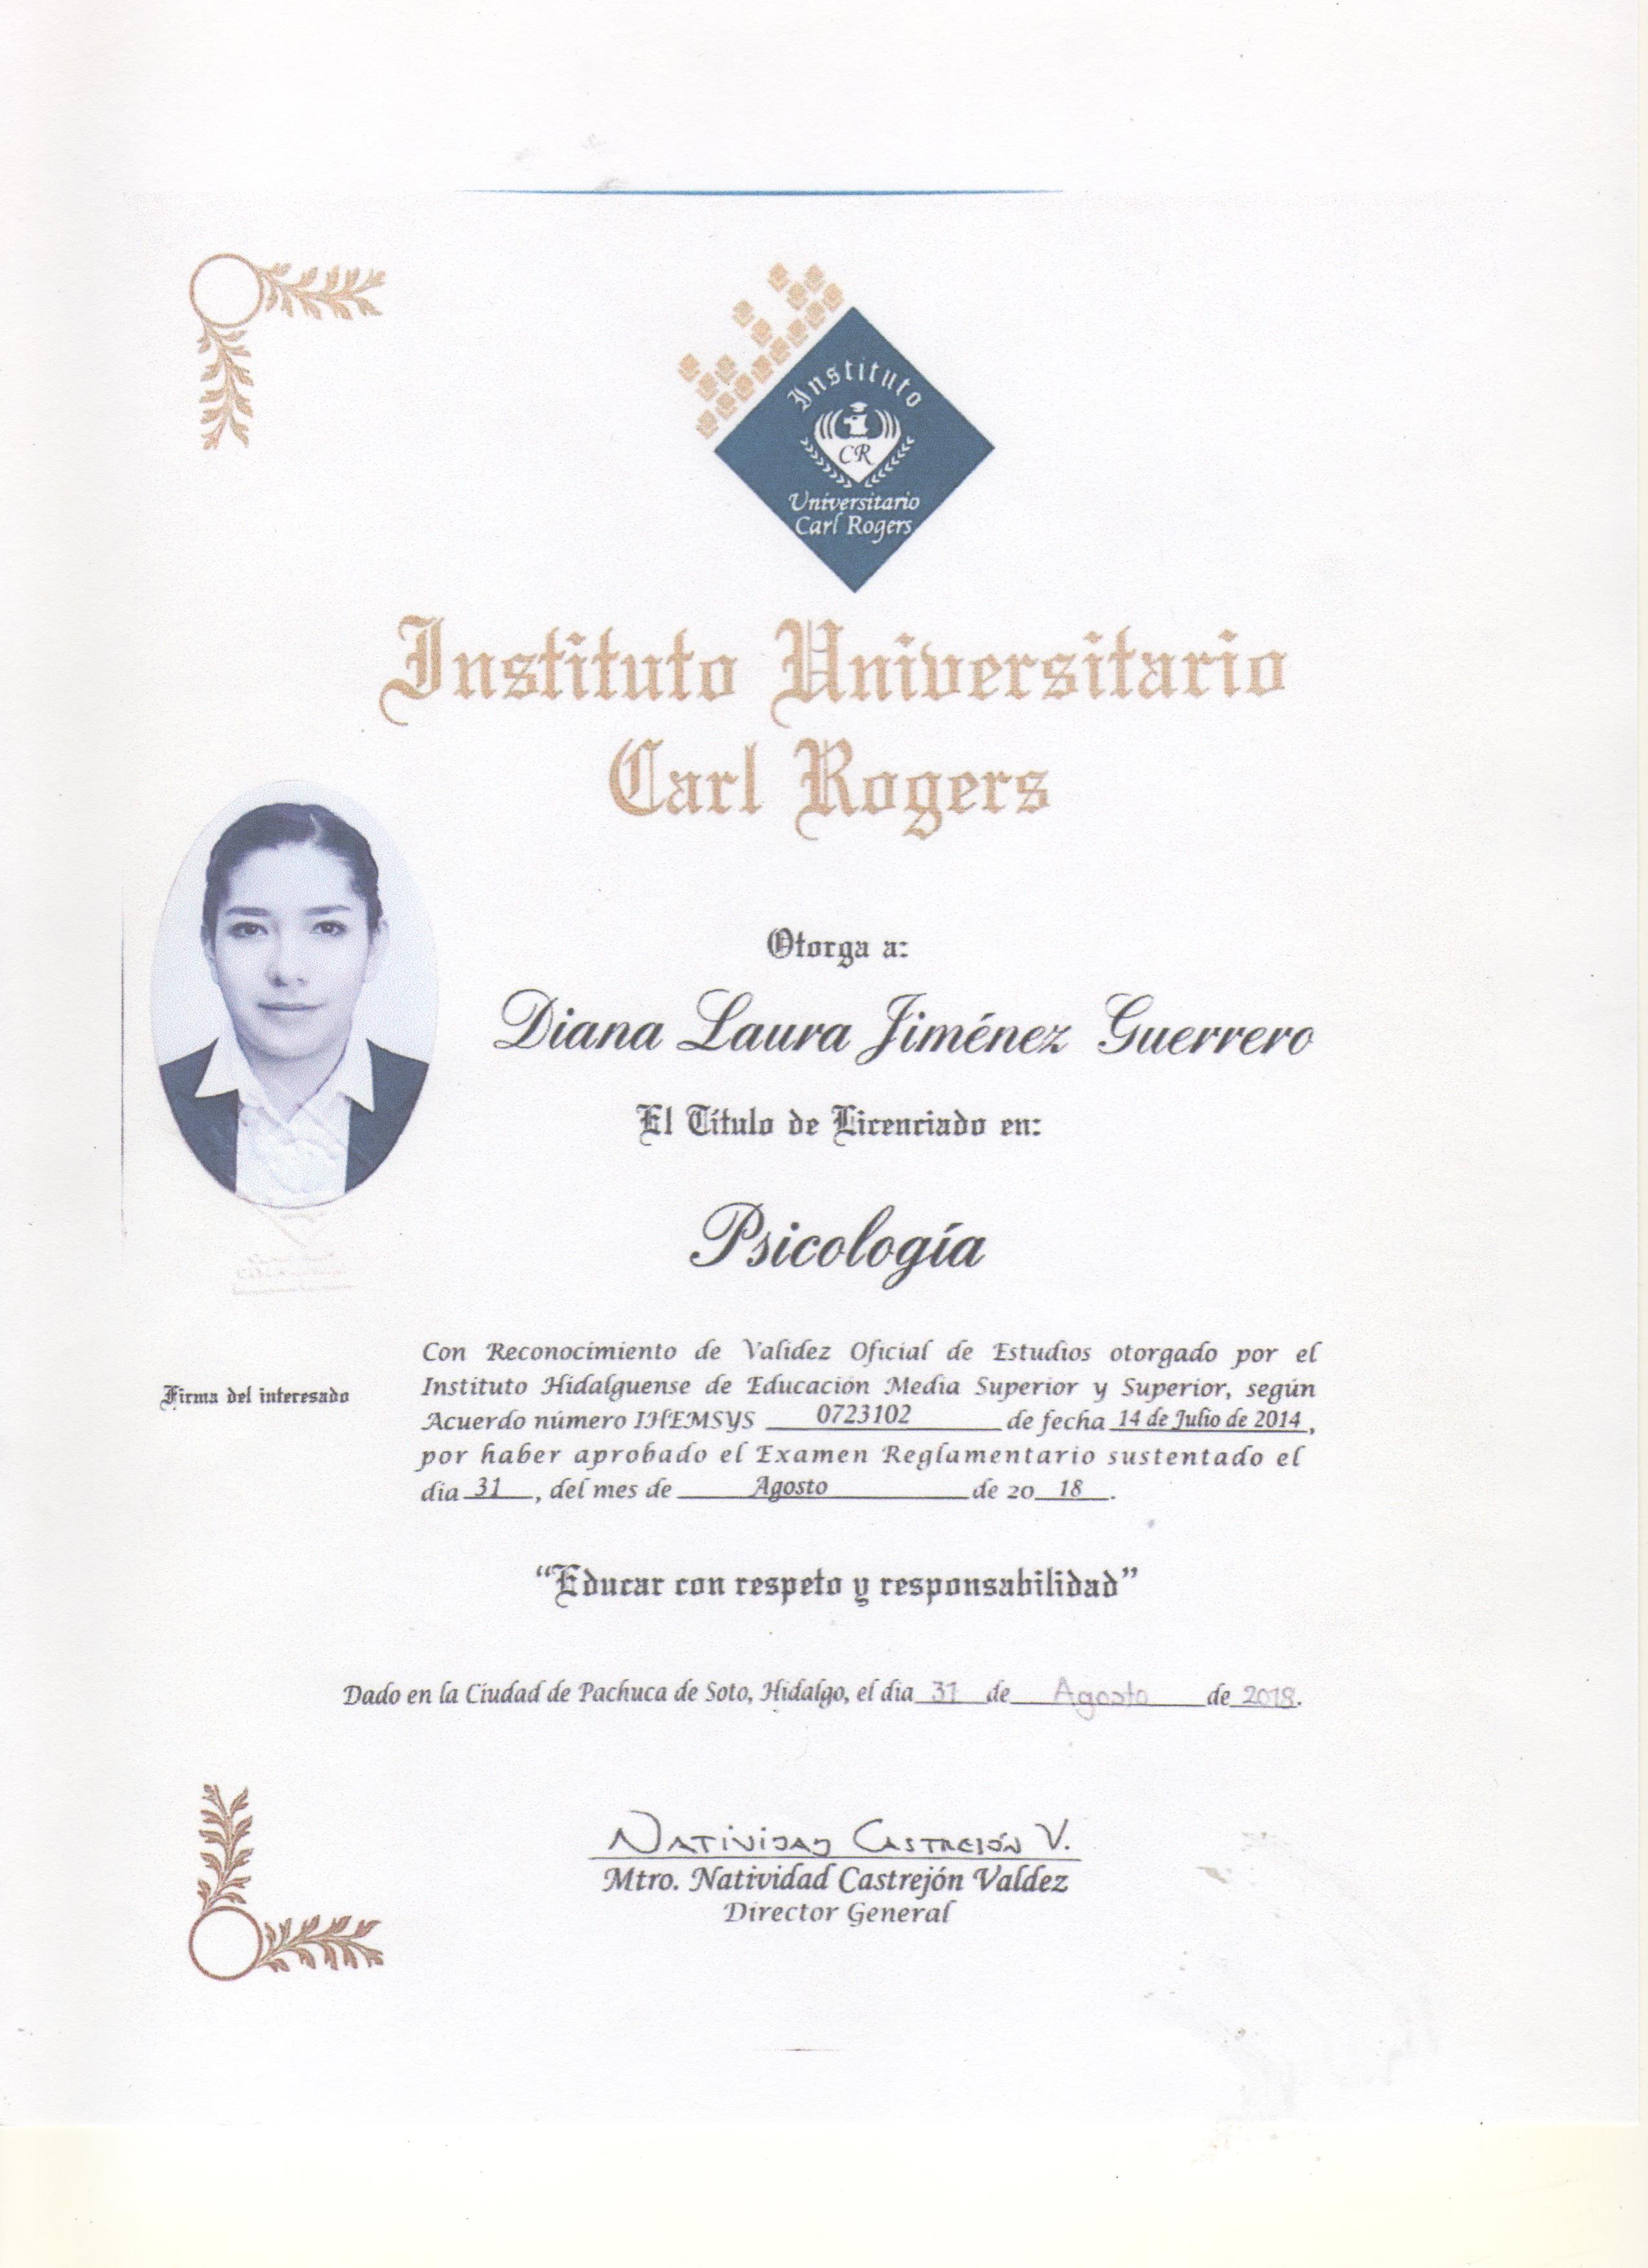 Instituto
CR
Universitario
Carl Rogers
Instituto Universitario
Carl Rogers
Otorga a:
Diana Laura Jiménez Guerrero
El Título de Licenciado en:
Psicología
Con Reconocimiento de Validez Oficial de Estudios otorgado por el
Instituto Hidalguense de Educación Media Superior y Superior, según
Firma del interesado
Acuerdo número IHEMSYS 0723102 de fecha 14 de Julio de 2014,
por haber aprobado el Examen Reglamentario sustentado el
día 31, del mes de Agosto de 20 18.
“Educar con respeto y responsabilidad”
Dado en la Ciudad de Pachuca de Soto, Hidalgo, el día 31 de Agosto de 2018.
NATIVIDAD CASTREJÓN V.
Mtro. Natividad Castrejón Valdez
Director General